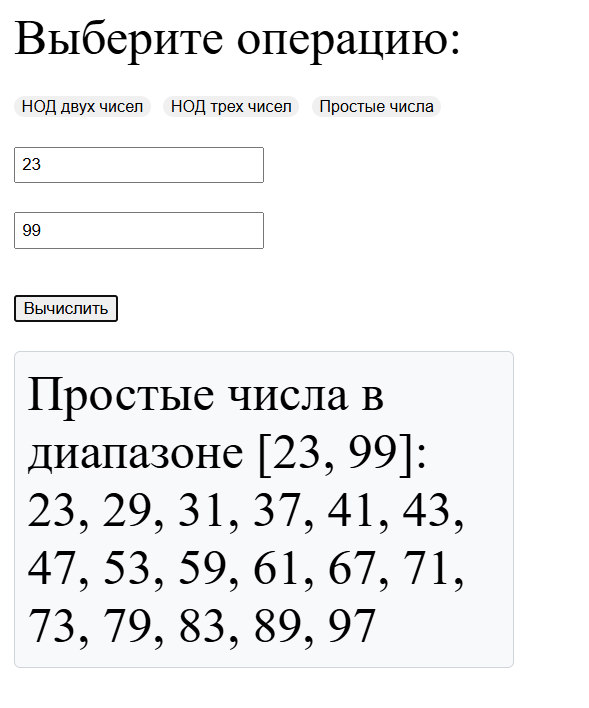 Выберите операцию:
НОД двух чисел НОД трех чисел Простые числа
23
99
Вычислить
Простые числа в
диапазоне [23, 99]:
23, 29, 31, 37, 41, 43,
47, 53, 59, 61, 67, 71,
73, 79, 83, 89, 97